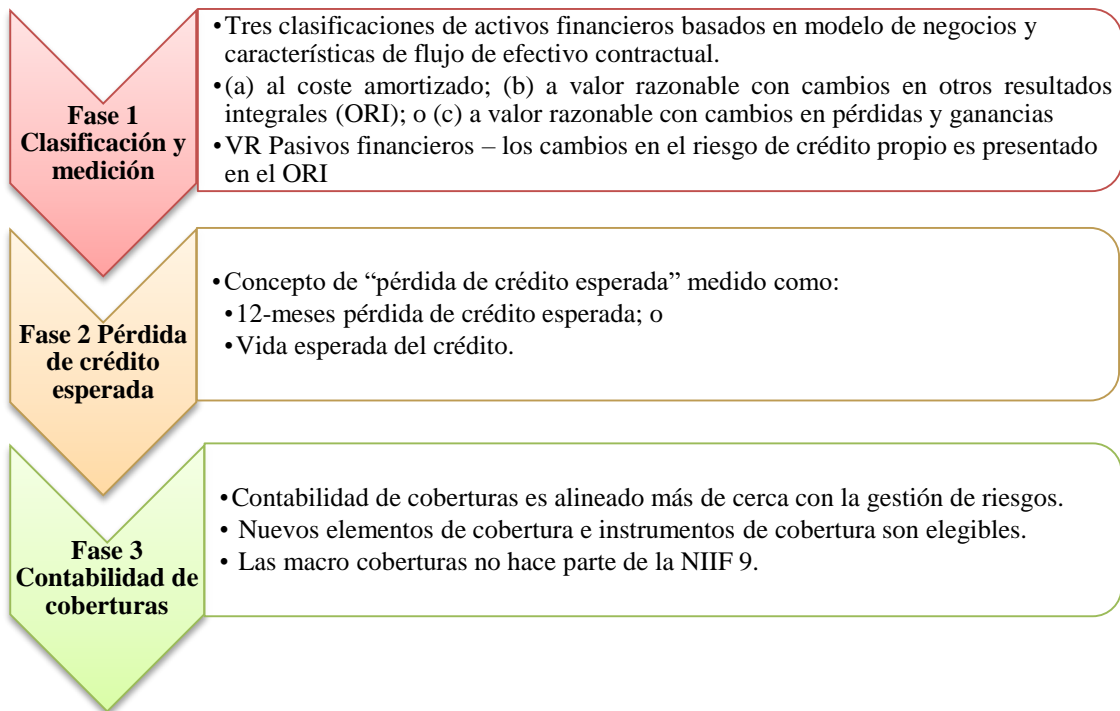 Fase 1
Clasificación y
medición
•Tres clasificaciones de activos financieros basados en modelo de negocios y
características de flujo de efectivo contractual.
•(a) al coste amortizado; (b) a valor razonable con cambios en otros resultados
integrales (ORI); o (c) a valor razonable con cambios en pérdidas y ganancias
•VR Pasivos financieros – los cambios en el riesgo de crédito propio es presentado
en el ORI
Fase 2 Pérdida
de crédito
esperada
•Concepto de “pérdida de crédito esperada” medido como:
•12-meses pérdida de crédito esperada; o
•Vida esperada del crédito.
Fase 3
Contabilidad de
coberturas
•Contabilidad de coberturas es alineado más de cerca con la gestión de riesgos.
• Nuevos elementos de cobertura e instrumentos de cobertura son elegibles.
• Las macro coberturas no hace parte de la NIIF 9.